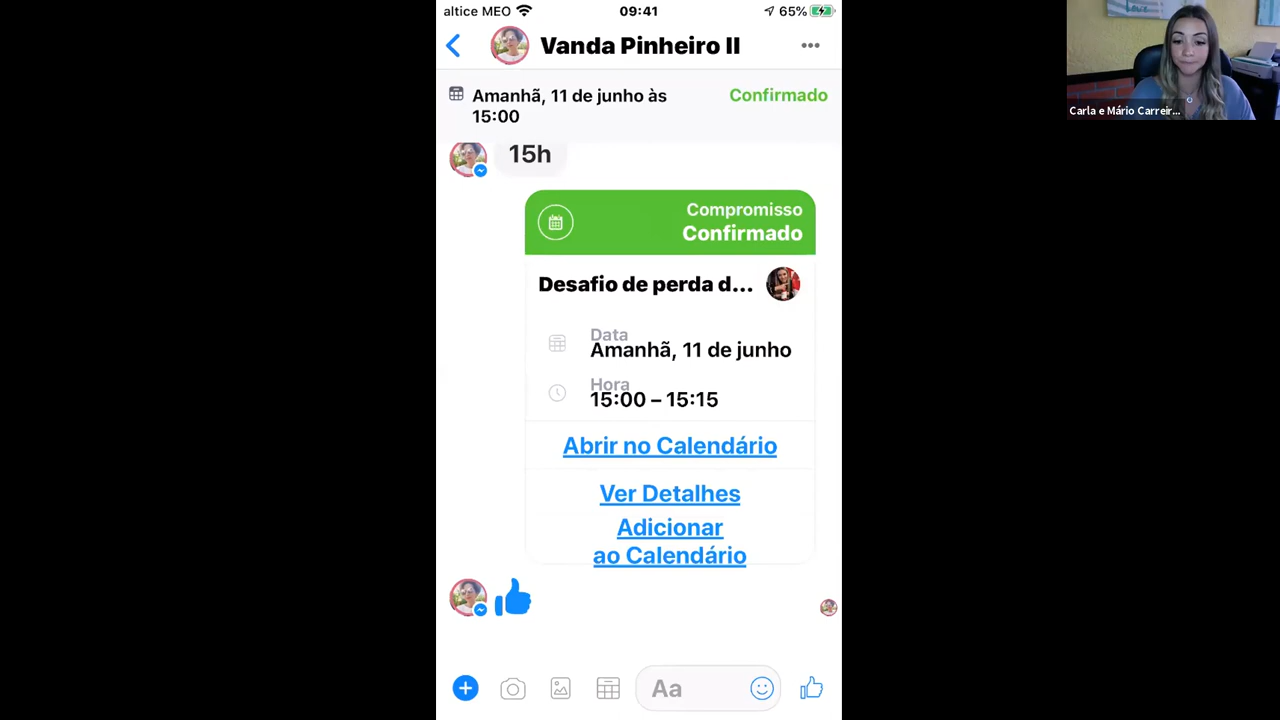 altice MEO 09:41 65%
Vanda Pinheiro II
Amanhã, 11 de junho às
15:00
Confirmado
15h
Compromisso
Confirmado
Desafio de perda d...
Data
Amanhã, 11 de junho
Hora
15:00 – 15:15
Abrir no Calendário
Ver Detalhes
Adicionar
ao Calendário
Aa
Carla e Mário Carreir...